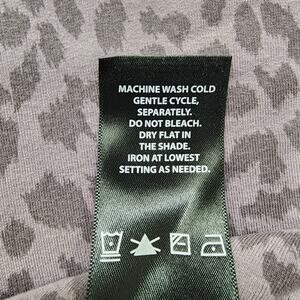 MACHINE WASH COLD
GENTLE CYCLE,
SEPARATELY.
DO NOT BLEACH.
DRY FLAT IN
THE SHADE.
IRON AT LOWEST
SETTING AS NEEDED.